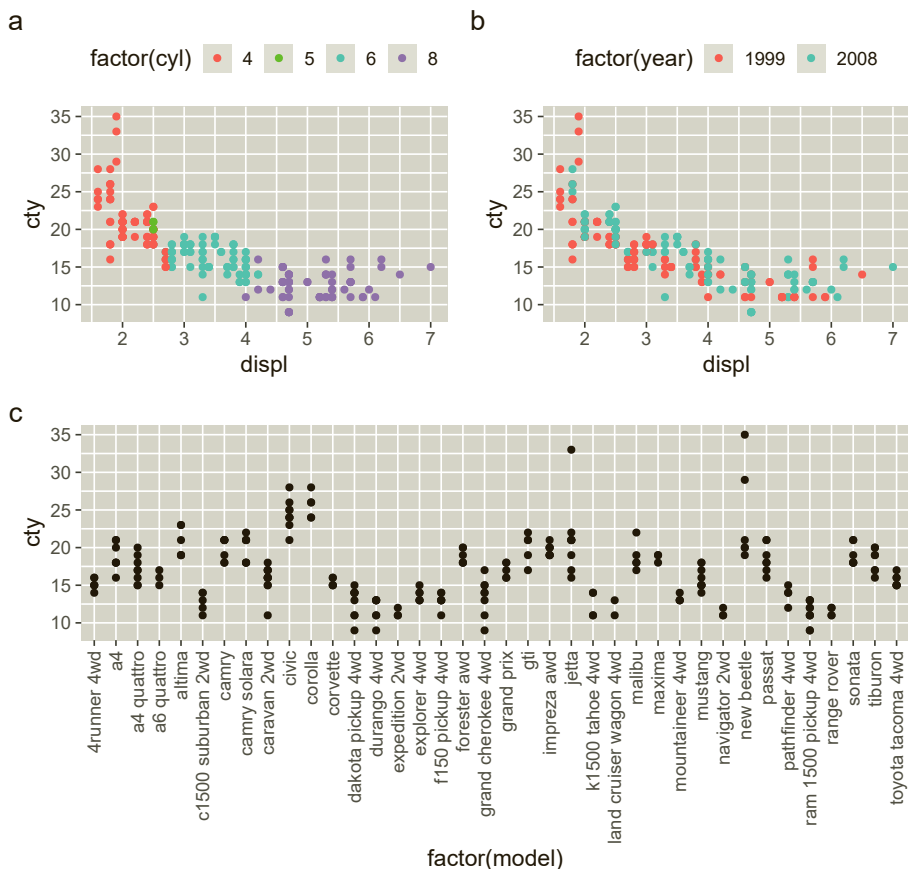 a
b
factor(cyl) 4 5 6 8
factor(year) 1999 2008
35
30
25
20
15
10
cty
2 3 4 5 6 7
displ
35
30
25
20
15
10
cty
2 3 4 5 6 7
displ
c
35
30
25
20
15
10
cty
4runner 4wd
a4
a4 quattro
a6 quattro
altima
c1500 suburban 2wd
camry
camry solara
caravan 2wd
civic
corolla
corvette
dakota pickup 4wd
durango 4wd
expedition 2wd
explorer 4wd
f150 pickup 4wd
forester awd
grand cherokee 4wd
grand prix
gti
impreza awd
jetta
k1500 tahoe 4wd
land cruiser wagon 4wd
malibu
maxima
mountaineer 4wd
mustang
navigator 2wd
new beetle
passat
pathfinder 4wd
ram 1500 pickup 4wd
range rover
sonata
tiburon
toyota tacoma 4wd
factor(model)